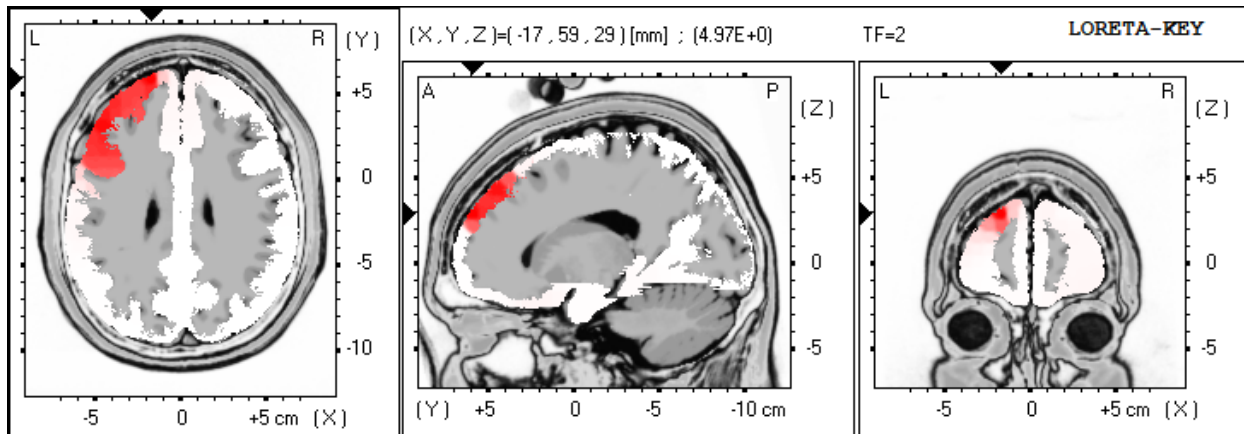 (X,Y,Z)=(-17,59,29)[mm] ; (4.97E+0) TF=2 LORETA-KEY
L R (Y)
+5
0
-5
-10
-5 0 +5 cm (X)
A P (Z)
+5
0
-5
(Y) +5 0 -5 -10 cm
L R (Z)
+5
0
-5
-5 0 +5 cm (X)